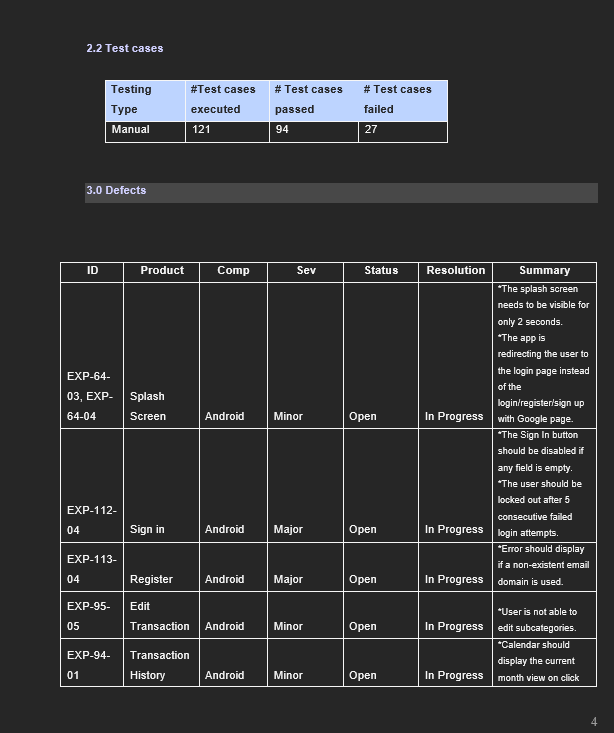 2.2 Test cases
Testing Type #Test cases executed # Test cases passed # Test cases failed
Manual 121 94 27
3.0 Defects
ID Product Comp Sev Status Resolution Summary
EXP-64-
03, EXP-
64-04
Splash
Screen
Android
Minor
Open
In Progress
*The splash screen
needs to be visible for
only 2 seconds.
*The app is
redirecting the user to
the login page instead
of the
login/register/sign up
with Google page.
EXP-112-
04
Sign in
Android
Major
Open
In Progress
*The Sign In button
should be disabled if
any field is empty.
*The user should be
locked out after 5
consecutive failed
login attempts.
EXP-113-
04
Register
Android
Major
Open
In Progress
*Error should display
if a non-existent email
domain is used.
EXP-95-
05
Edit
Transaction
Android
Minor
Open
In Progress
*User is not able to
edit subcategories.
EXP-94-
01
Transaction
History
Android
Minor
Open
In Progress
*Calendar should
display the current
month view on click
4